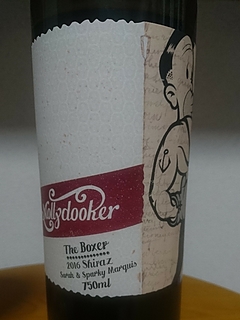 Mollydooker
The Boxer
2016 Shiraz
Sarah & Sparky Marquis
750ml